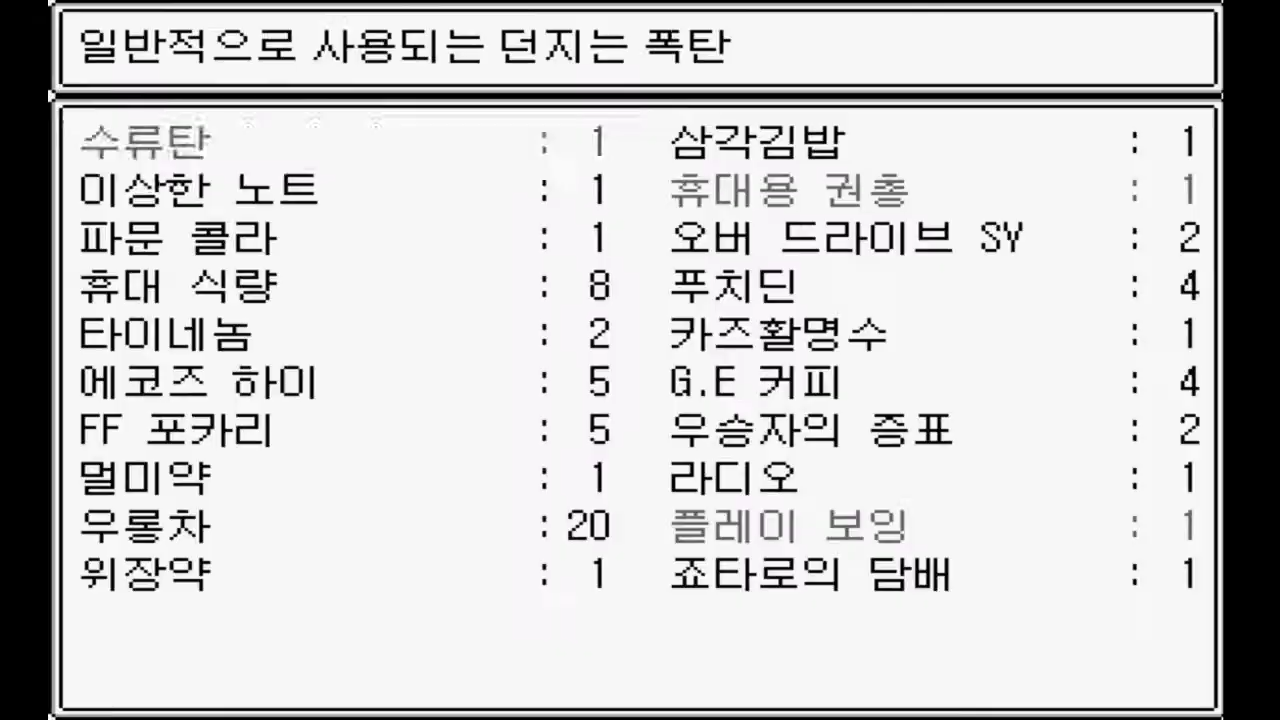 일반적으로 사용되는 던지는 폭탄
수류탄 : 1 삼각김밥 : 1
이상한 노트 : 1 휴대용 권총 : 1
파문 콜라 : 1 오버 드라이브 SY : 2
휴대 식량 : 8 푸치딘 : 4
타이네놈 : 2 카즈활명수 : 1
에코즈 하이 : 5 G.E 커피 : 4
FF 포카리 : 5 우승자의 증표 : 2
멀미약 : 1 라디오 : 1
우롱차 : 20 플레이 보잉 : 1
위장약 : 1 죠타로의 담배 : 1